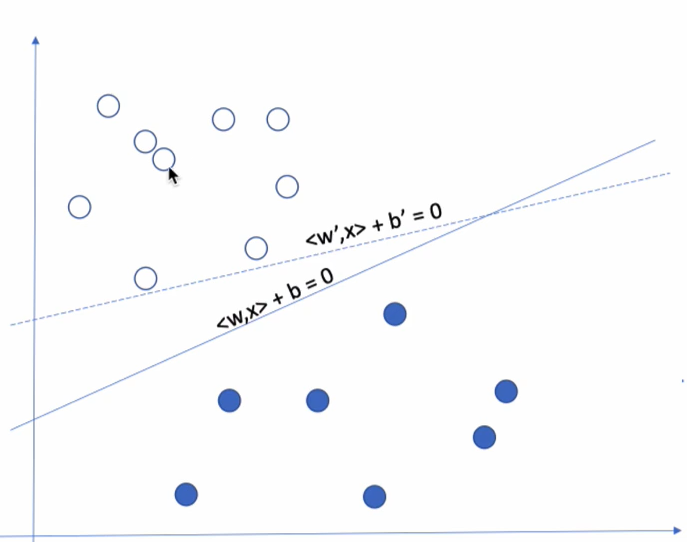 <w′,x> + b′ = 0
<w,x> + b = 0